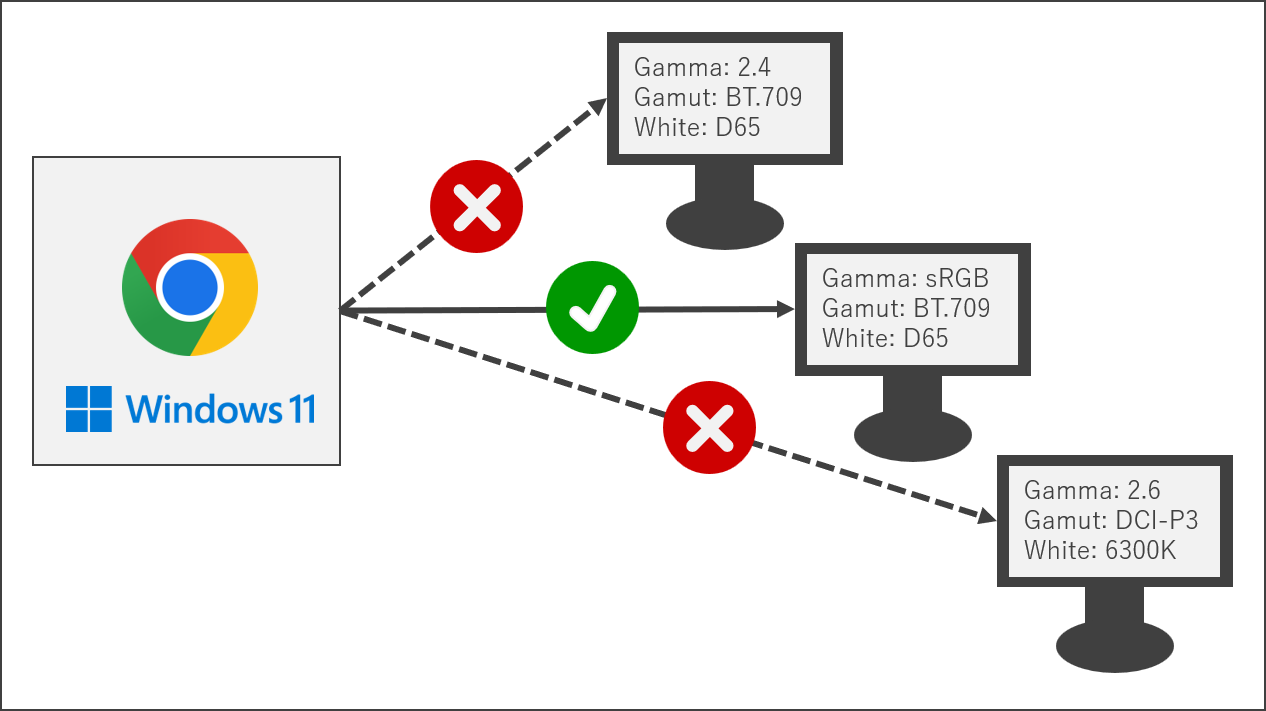 Gamma: 2.4
Gamut: BT.709
White: D65
Gamma: sRGB
Gamut: BT.709
White: D65
Windows 11
Gamma: 2.6
Gamut: DCI-P3
White: 6300K